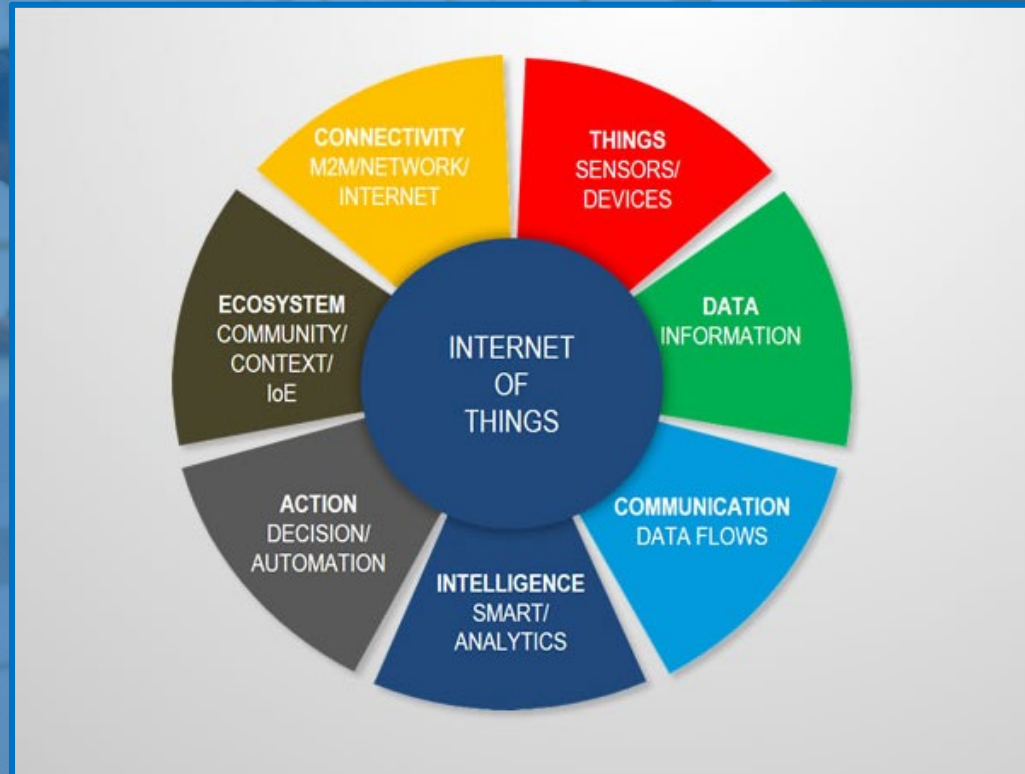 CONNECTIVITY
M2M/NETWORK/
INTERNET
THINGS
SENSORS/
DEVICES
DATA
INFORMATION
COMMUNICATION
DATA FLOWS
INTELLIGENCE
SMART/
ANALYTICS
ACTION
DECISION/
AUTOMATION
ECOSYSTEM
COMMUNITY/
CONTEXT/
IoE
INTERNET
OF
THINGS